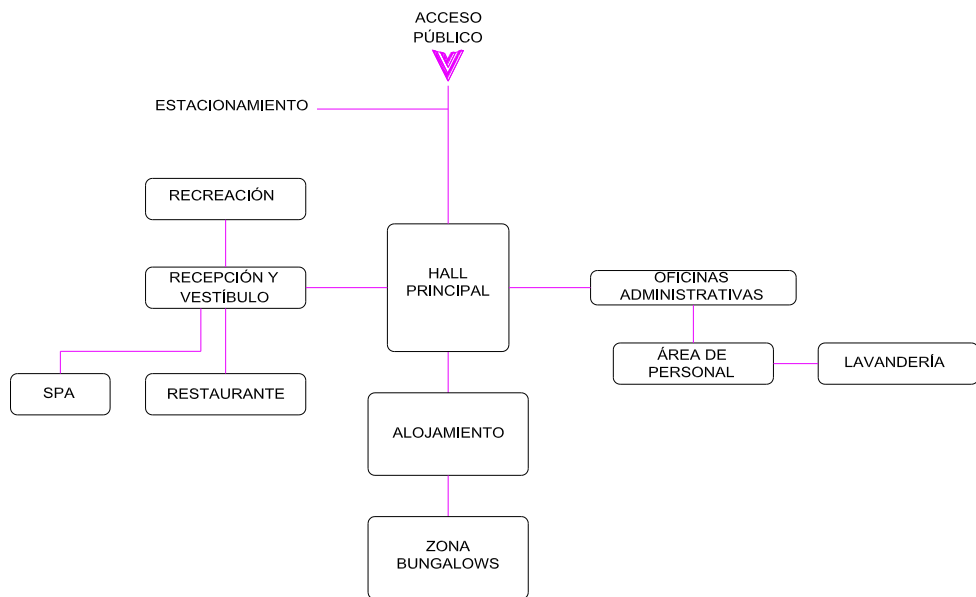 ACCESO
PÚBLICO
ESTACIONAMIENTO
RECREACIÓN
RECEPCIÓN Y
VESTÍBULO
HALL
PRINCIPAL
OFICINAS
ADMINISTRATIVAS
SPA
RESTAURANTE
ÁREA DE
PERSONAL
LAVANDERÍA
ALOJAMIENTO
ZONA
BUNGALOWS